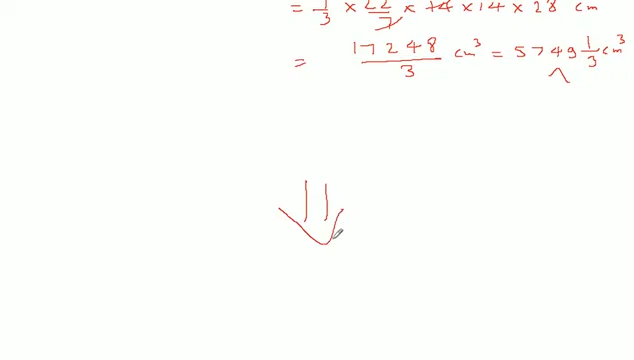 = 1/3 × 22/7 × 14 × 14 × 28 cm
= 17248/3 cm³ = 5749 1/3 cm³